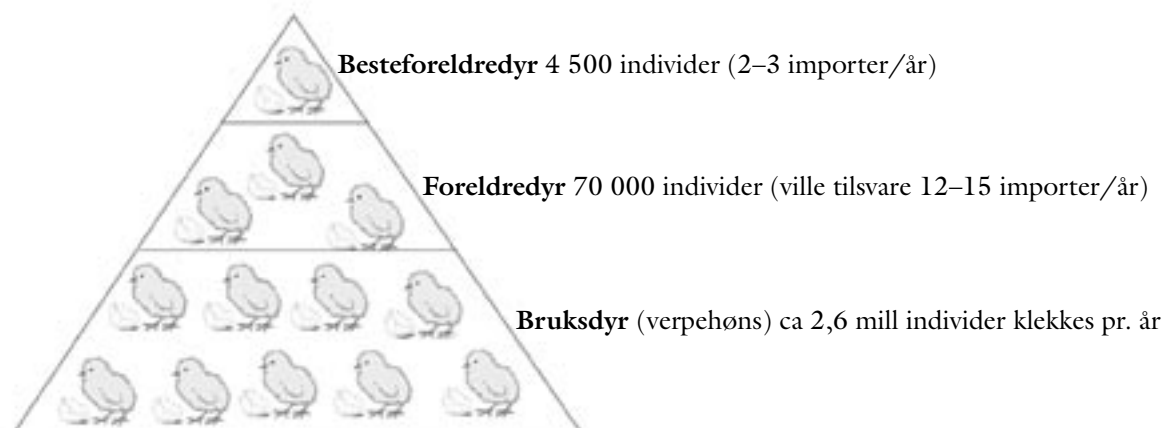 Besteforeldredyr 4 500 individer (2–3 importer/år)
Foreldredyr 70 000 individer (ville tilsvare 12–15 importer/år)
Bruksdyr (verpehøns) ca 2,6 mill individer klekkes pr. år